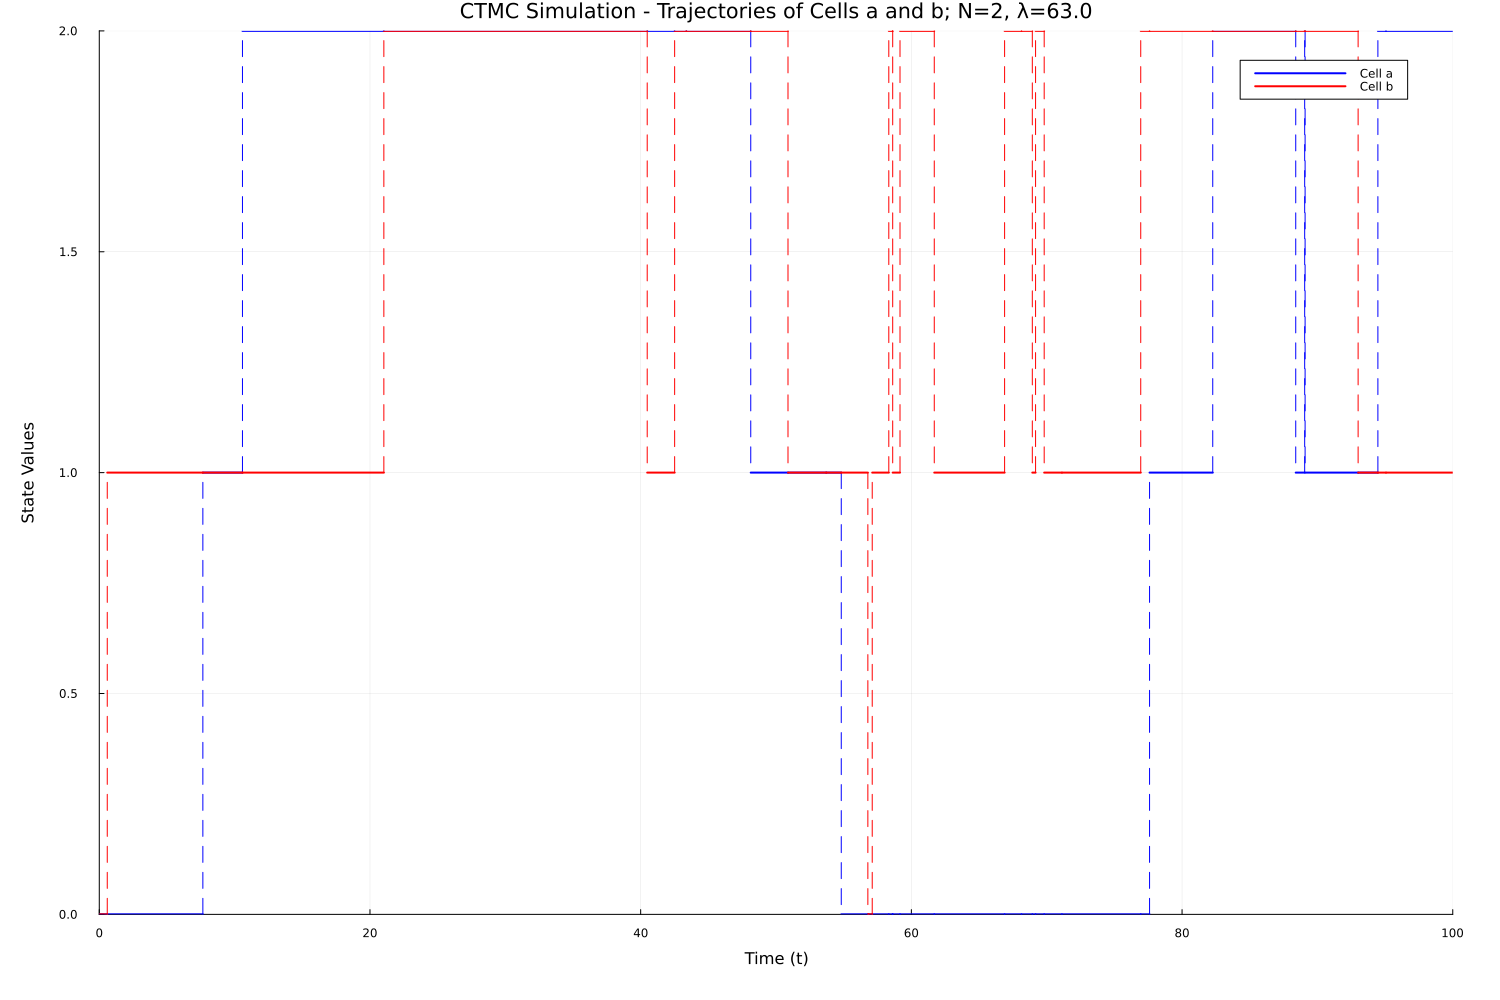 CTMC Simulation - Trajectories of Cells a and b; N=2, λ=63.0
2.0
Cell a
Cell b
1.5
1.0
State Values
0.5
0.0
0 20 40 60 80 100
Time (t)